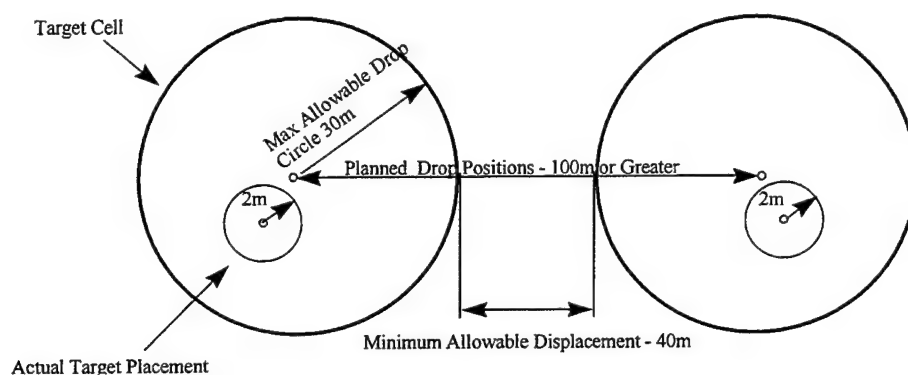 Target Cell
Max Allowable Drop
Circle 30m
Planned Drop Positions - 100m or Greater
2m
2m
Minimum Allowable Displacement - 40m
Actual Target Placement